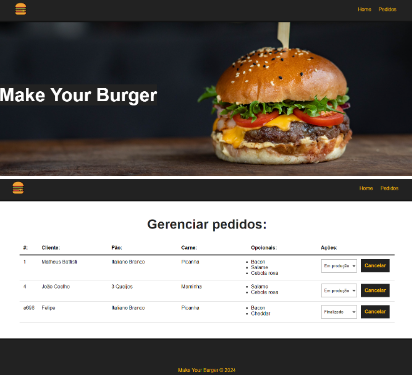 Home Pedidos
Make Your Burger
Home Pedidos
Gerenciar pedidos:
#: Cliente: Pão: Carne: Opcionais: Ações:
1 Matheus Battisti Italiano Branco Picanha Bacon Em produção Cancelar
Salame
Cebola roxa
4 João Coelho 3 Queijos Maminha Salame Em produção Cancelar
Cebola roxa
Felipe Italiano Branco Picanha Bacon Finalizado Cancelar
Cheddar
Make Your Burger © 2024